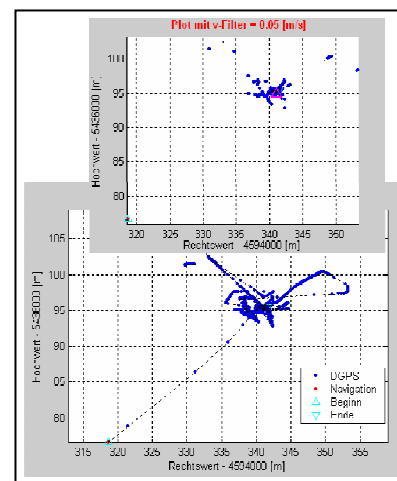 Plot mit v-Filter = 0.05 [m/s]
100
95
90
85
80
Hochwert - 5436000 [m]
320 325 330 335 340 345 350
Rechtswert - 4594000 [m]
105
100
95
90
85
80
Hochwert - 5436000 [m]
315 320 325 330 335 340 345 350 355
Rechtswert - 4594000 [m]
DGPS
Navigation
Beginn
Ende